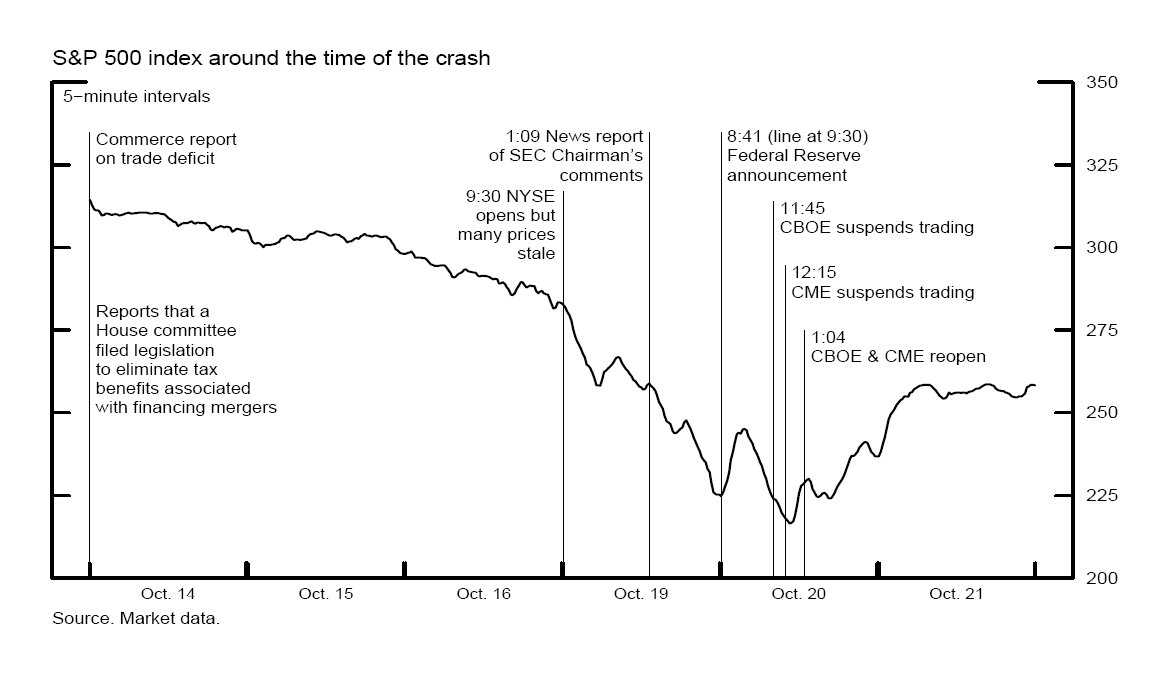 S&P 500 index around the time of the crash
5−minute intervals
350
325
300
275
250
225
200
Commerce report
on trade deficit
Reports that a
House committee
filed legislation
to eliminate tax
benefits associated
with financing mergers
9:30 NYSE
opens but
many prices
stale
1:09 News report
of SEC Chairman's
comments
8:41 (line at 9:30)
Federal Reserve
announcement
11:45
CBOE suspends trading
12:15
CME suspends trading
1:04
CBOE & CME reopen
Oct. 14
Oct. 15
Oct. 16
Oct. 19
Oct. 20
Oct. 21
Source. Market data.